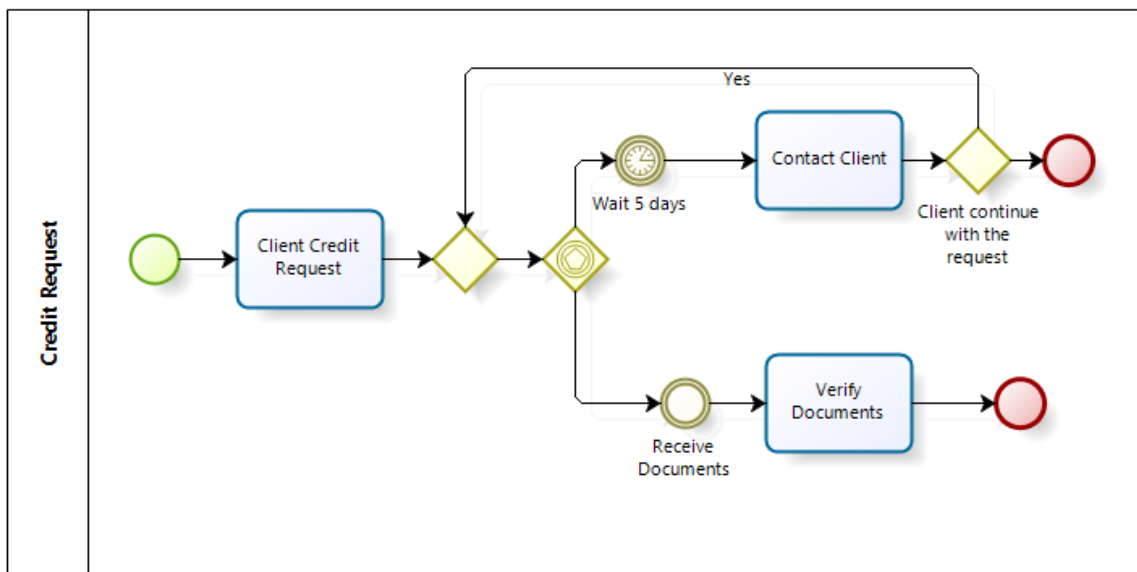 Credit Request
Yes
Client Credit
Request
Wait 5 days
Contact Client
Client continue
with the
request
Receive
Documents
Verify
Documents